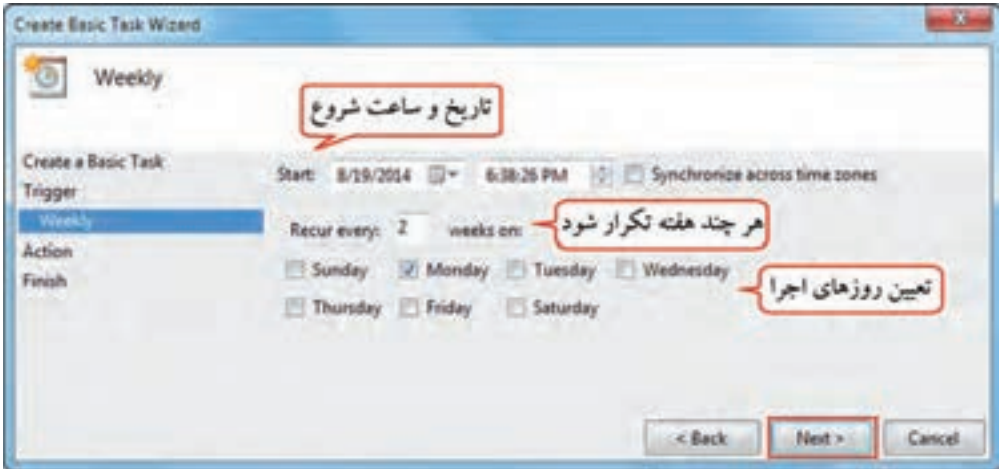 Create Basic Task Wizard
Weekly
تاریخ و ساعت شروع
Create a Basic Task
Trigger
Weekly
Action
Finish
Start: 8/19/2014 6:38:26 PM Synchronize across time zones
Recur every: 2 weeks on:
هر چند هفته تکرار شود
Sunday Monday Tuesday Wednesday
Thursday Friday Saturday
تعیین روزهای اجرا
< Back Next > Cancel